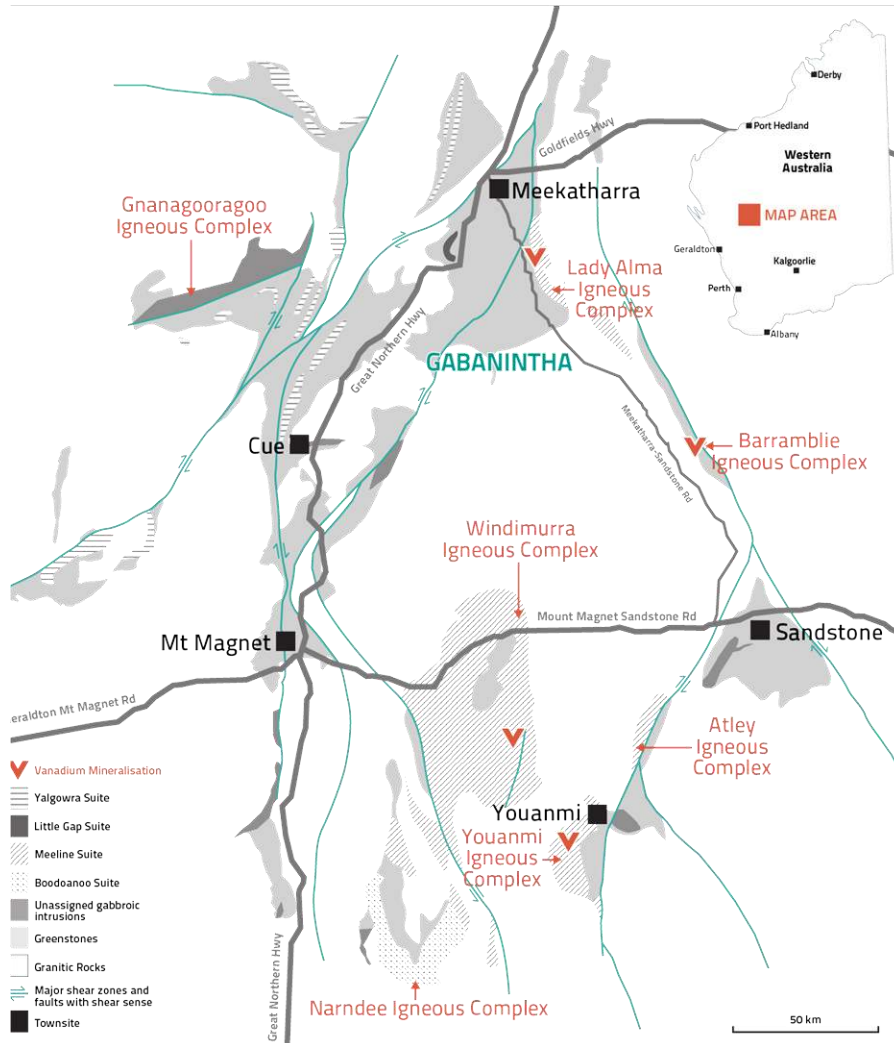 Derby
Port Hedland
Goldfields Hwy
Western
Australia
Meekatharra
Gnanagooragoo
Igneous Complex
MAP AREA
Lady Alma
Igneous
Complex
Geraldton
Kalgoorlie
Perth
Albany
Great Northern Hwy
GABANINTHA
Cue
Meekatharra-Sandstone Rd
Barramblie
Igneous Complex
Windimurra
Igneous Complex
Mount Magnet Sandstone Rd
Mt Magnet
Sandstone
eraldton Mt Magnet Rd
Atley
Igneous
Complex
Vanadium Mineralisation
Yalgowra Suite
Little Gap Suite
Meeline Suite
Boodoanoo Suite
Unassigned gabbroic
intrusions
Greenstones
Granitic Rocks
Major shear zones and
faults with shear sense
Townsite
Youanmi
Youanmi
Igneous
Complex
Great Northern Hwy
Narndee Igneous Complex
50 km